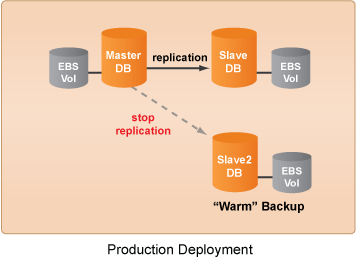 Master
DB
replication
Slave
DB
EBS
Vol
EBS
Vol
stop
replication
Slave2
DB
EBS
Vol
“Warm” Backup
Production Deployment